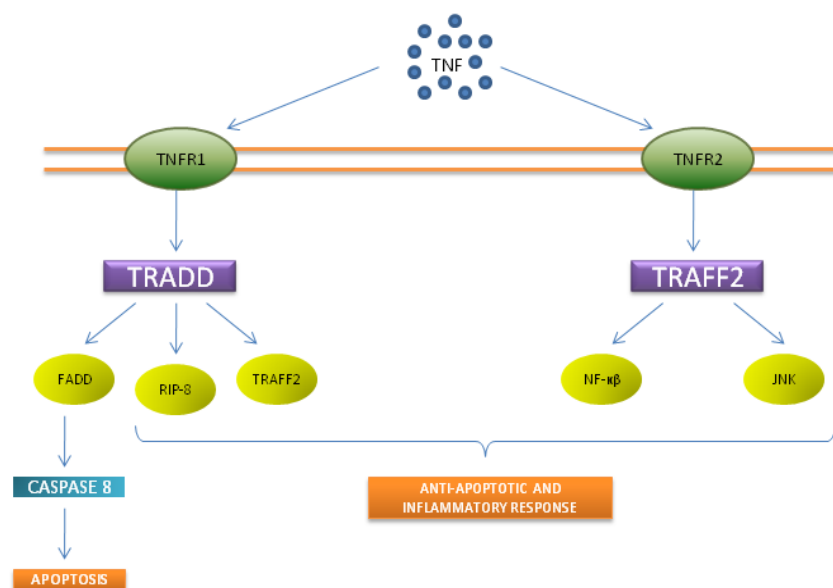 TNF
TNFR1
TNFR2
TRADD
TRAFF2
FADD
RIP-8
TRAFF2
NF-κβ
JNK
CASPASE 8
ANTI-APOPTOTIC AND
INFLAMMATORY RESPONSE
APOPTOSIS